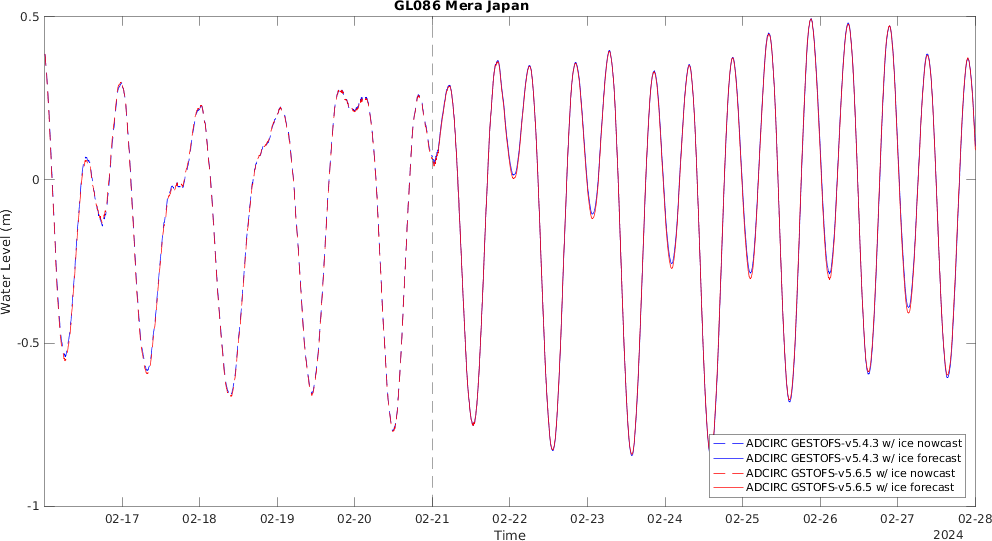 GL086 Mera Japan
0.5
0
-0.5
-1
Water Level (m)
ADCIRC GESTOFS-v5.4.3 w/ ice nowcast
ADCIRC GESTOFS-v5.4.3 w/ ice forecast
ADCIRC GSTOFS-v5.6.5 w/ ice nowcast
ADCIRC GSTOFS-v5.6.5 w/ ice forecast
02-17 02-18 02-19 02-20 02-21 02-22 02-23 02-24 02-25 02-26 02-27 02-28
Time
2024